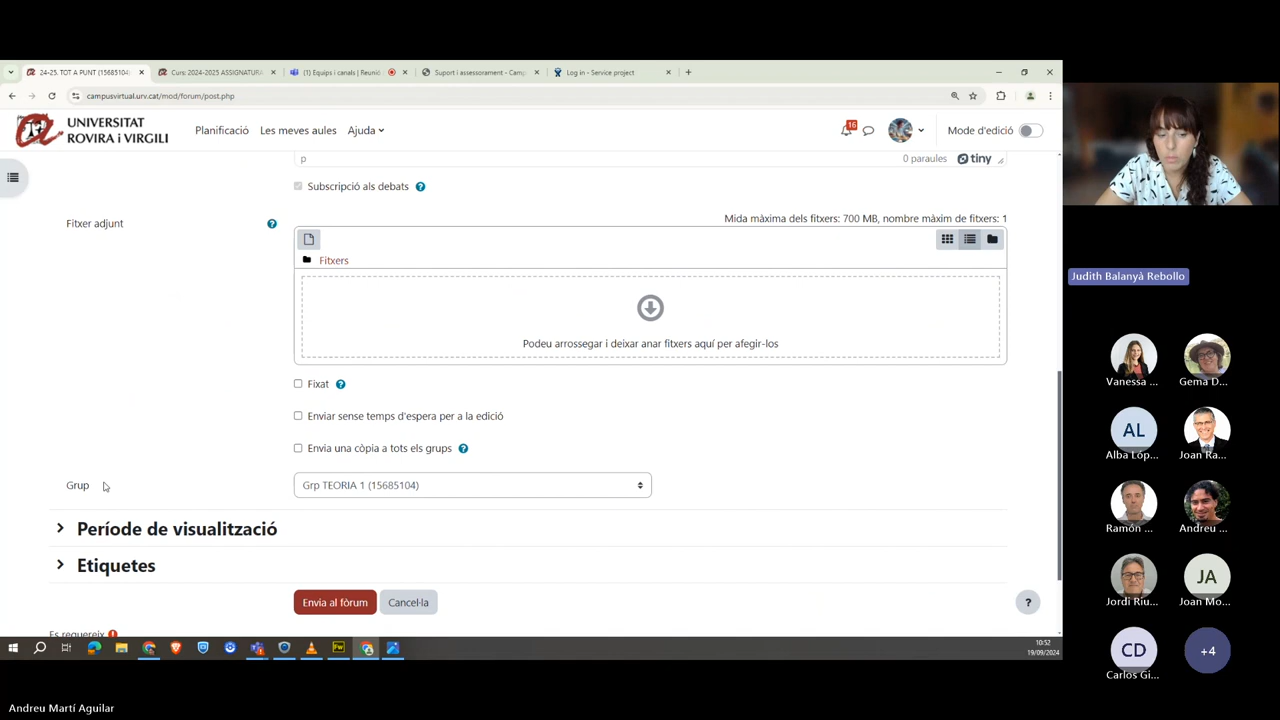 24-25. TOT A PUNT (15685104)
Curs: 2024-2025 ASSIGNATURA
(1) Equips i canals | Reunió
Suport i assessorament - Camp
Log in - Service project
campusvirtual.urv.cat/mod/forum/post.php
UNIVERSITAT
ROVIRA i VIRGILI
Planificació
Les meves aules
Ajuda
16
Mode d'edició
p
0 paraules
tiny
Subscripció als debats
Fitxer adjunt
Mida màxima dels fitxers: 700 MB, nombre màxim de fitxers: 1
Fitxers
Podeu arrossegar i deixar anar fitxers aquí per afegir-los
Fixat
Enviar sense temps d'espera per a la edició
Envia una còpia a tots els grups
Grup
Grp TEORIA 1 (15685104)
Període de visualització
Etiquetes
Envia al fòrum
Cancel·la
Es requereix
10:52
19/09/2024
Judith Balanyà Rebollo
Vanessa ...
Gema D...
AL
Alba Lóp...
Joan Ra...
Ramón ...
Andreu ...
Jordi Riu...
JA
Joan Mo...
CD
Carlos Gi...
+4
Andreu Martí Aguilar